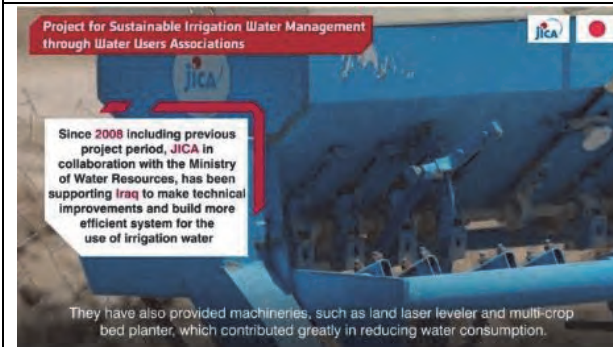 Project for Sustainable Irrigation Water Management
through Water Users Associations
jICA
jICA
Since 2008 including previous
project period, JICA in
collaboration with the Ministry
of Water Resources, has been
supporting Iraq to make technical
improvements and build more
efficient system for the
use of irrigation water
They have also provided machineries, such as land laser leveler and multi-crop
bed planter, which contributed greatly in reducing water consumption.